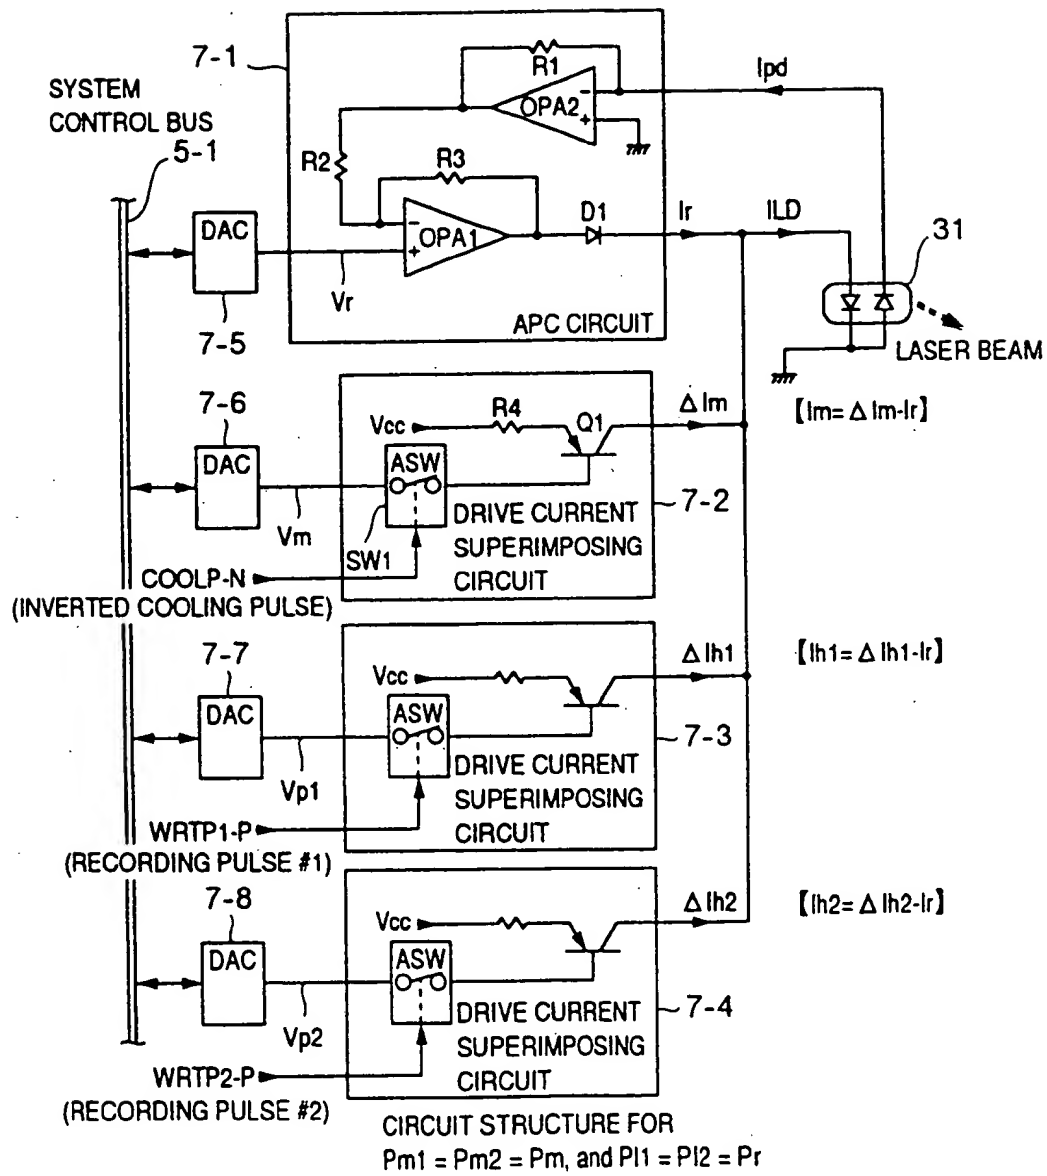 7-1
SYSTEM
CONTROL BUS
5-1
R1
OPA2
-
+
Ipd
R2
R3
DAC
7-5
Vr
-
OPA1
+
D1
Ir
ILD
31
APC CIRCUIT
LASER BEAM
7-6
DAC
Vm
Vcc
R4
Q1
ΔIm
[Im=ΔIm-Ir]
ASW
SW1
DRIVE CURRENT
SUPERIMPOSING
CIRCUIT
7-2
COOLP-N
(INVERTED COOLING PULSE)
7-7
DAC
Vp1
Vcc
ΔIh1
[Ih1=ΔIh1-Ir]
ASW
DRIVE CURRENT
SUPERIMPOSING
CIRCUIT
7-3
WRTP1-P
(RECORDING PULSE #1)
7-8
DAC
Vp2
Vcc
ΔIh2
[Ih2=ΔIh2-Ir]
ASW
DRIVE CURRENT
SUPERIMPOSING
CIRCUIT
7-4
WRTP2-P
(RECORDING PULSE #2)
CIRCUIT STRUCTURE FOR
Pm1 = Pm2 = Pm, and Pl1 = Pl2 = Pr